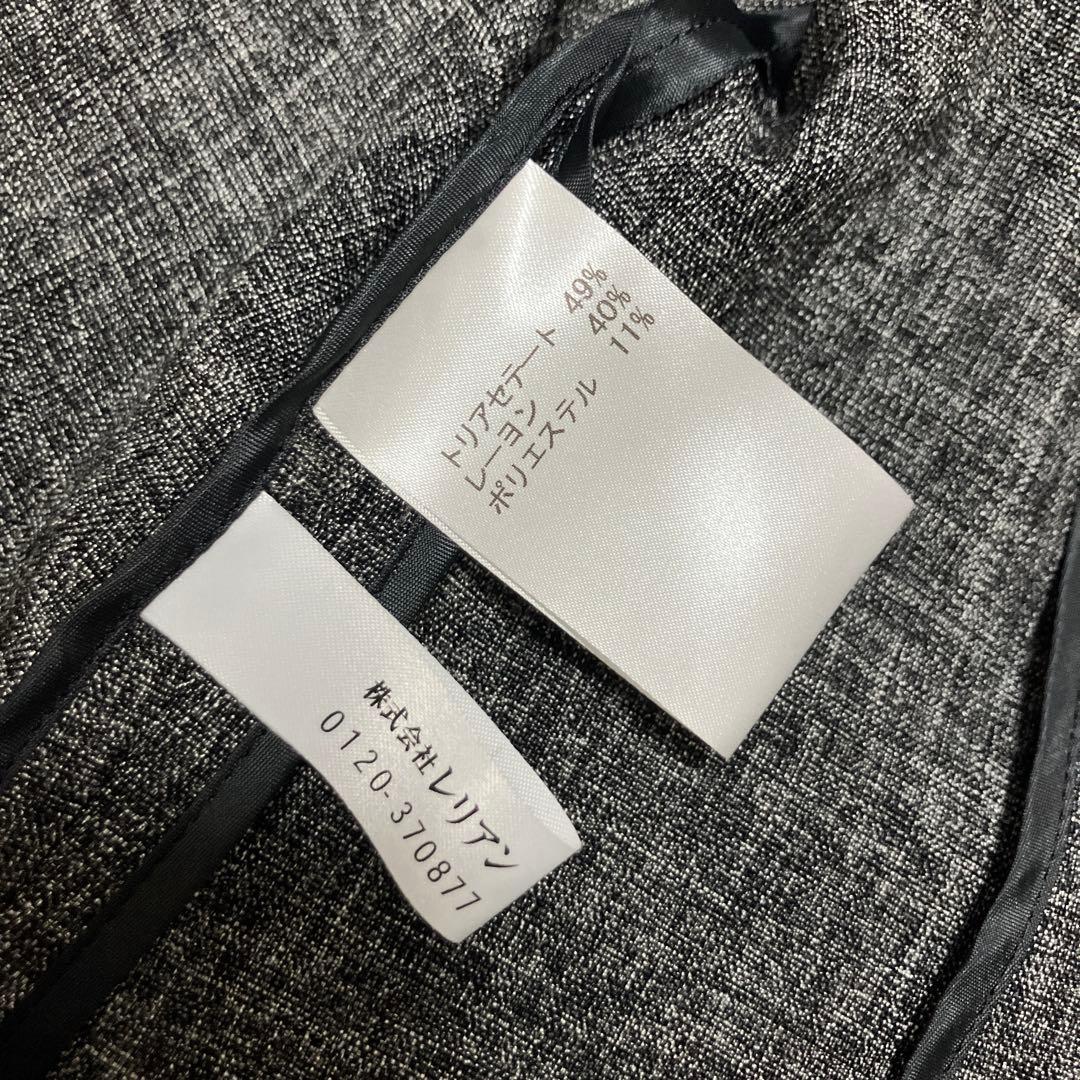 トリアセテート 49%
レーヨン 40%
ポリエステル 11%
株式会社レリアン
0120-370877